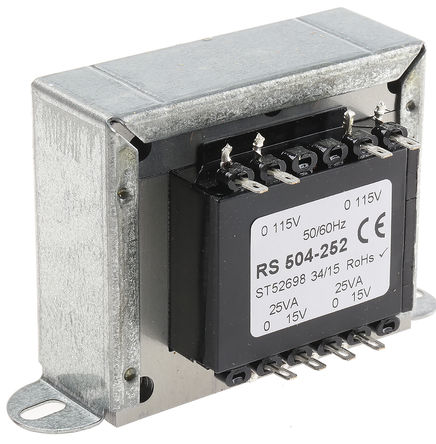 0 115V 0 115V
50/60Hz CE
RS 504-252
ST52698 34/15 RoHs ✓
25VA 25VA
0 15V 0 15V